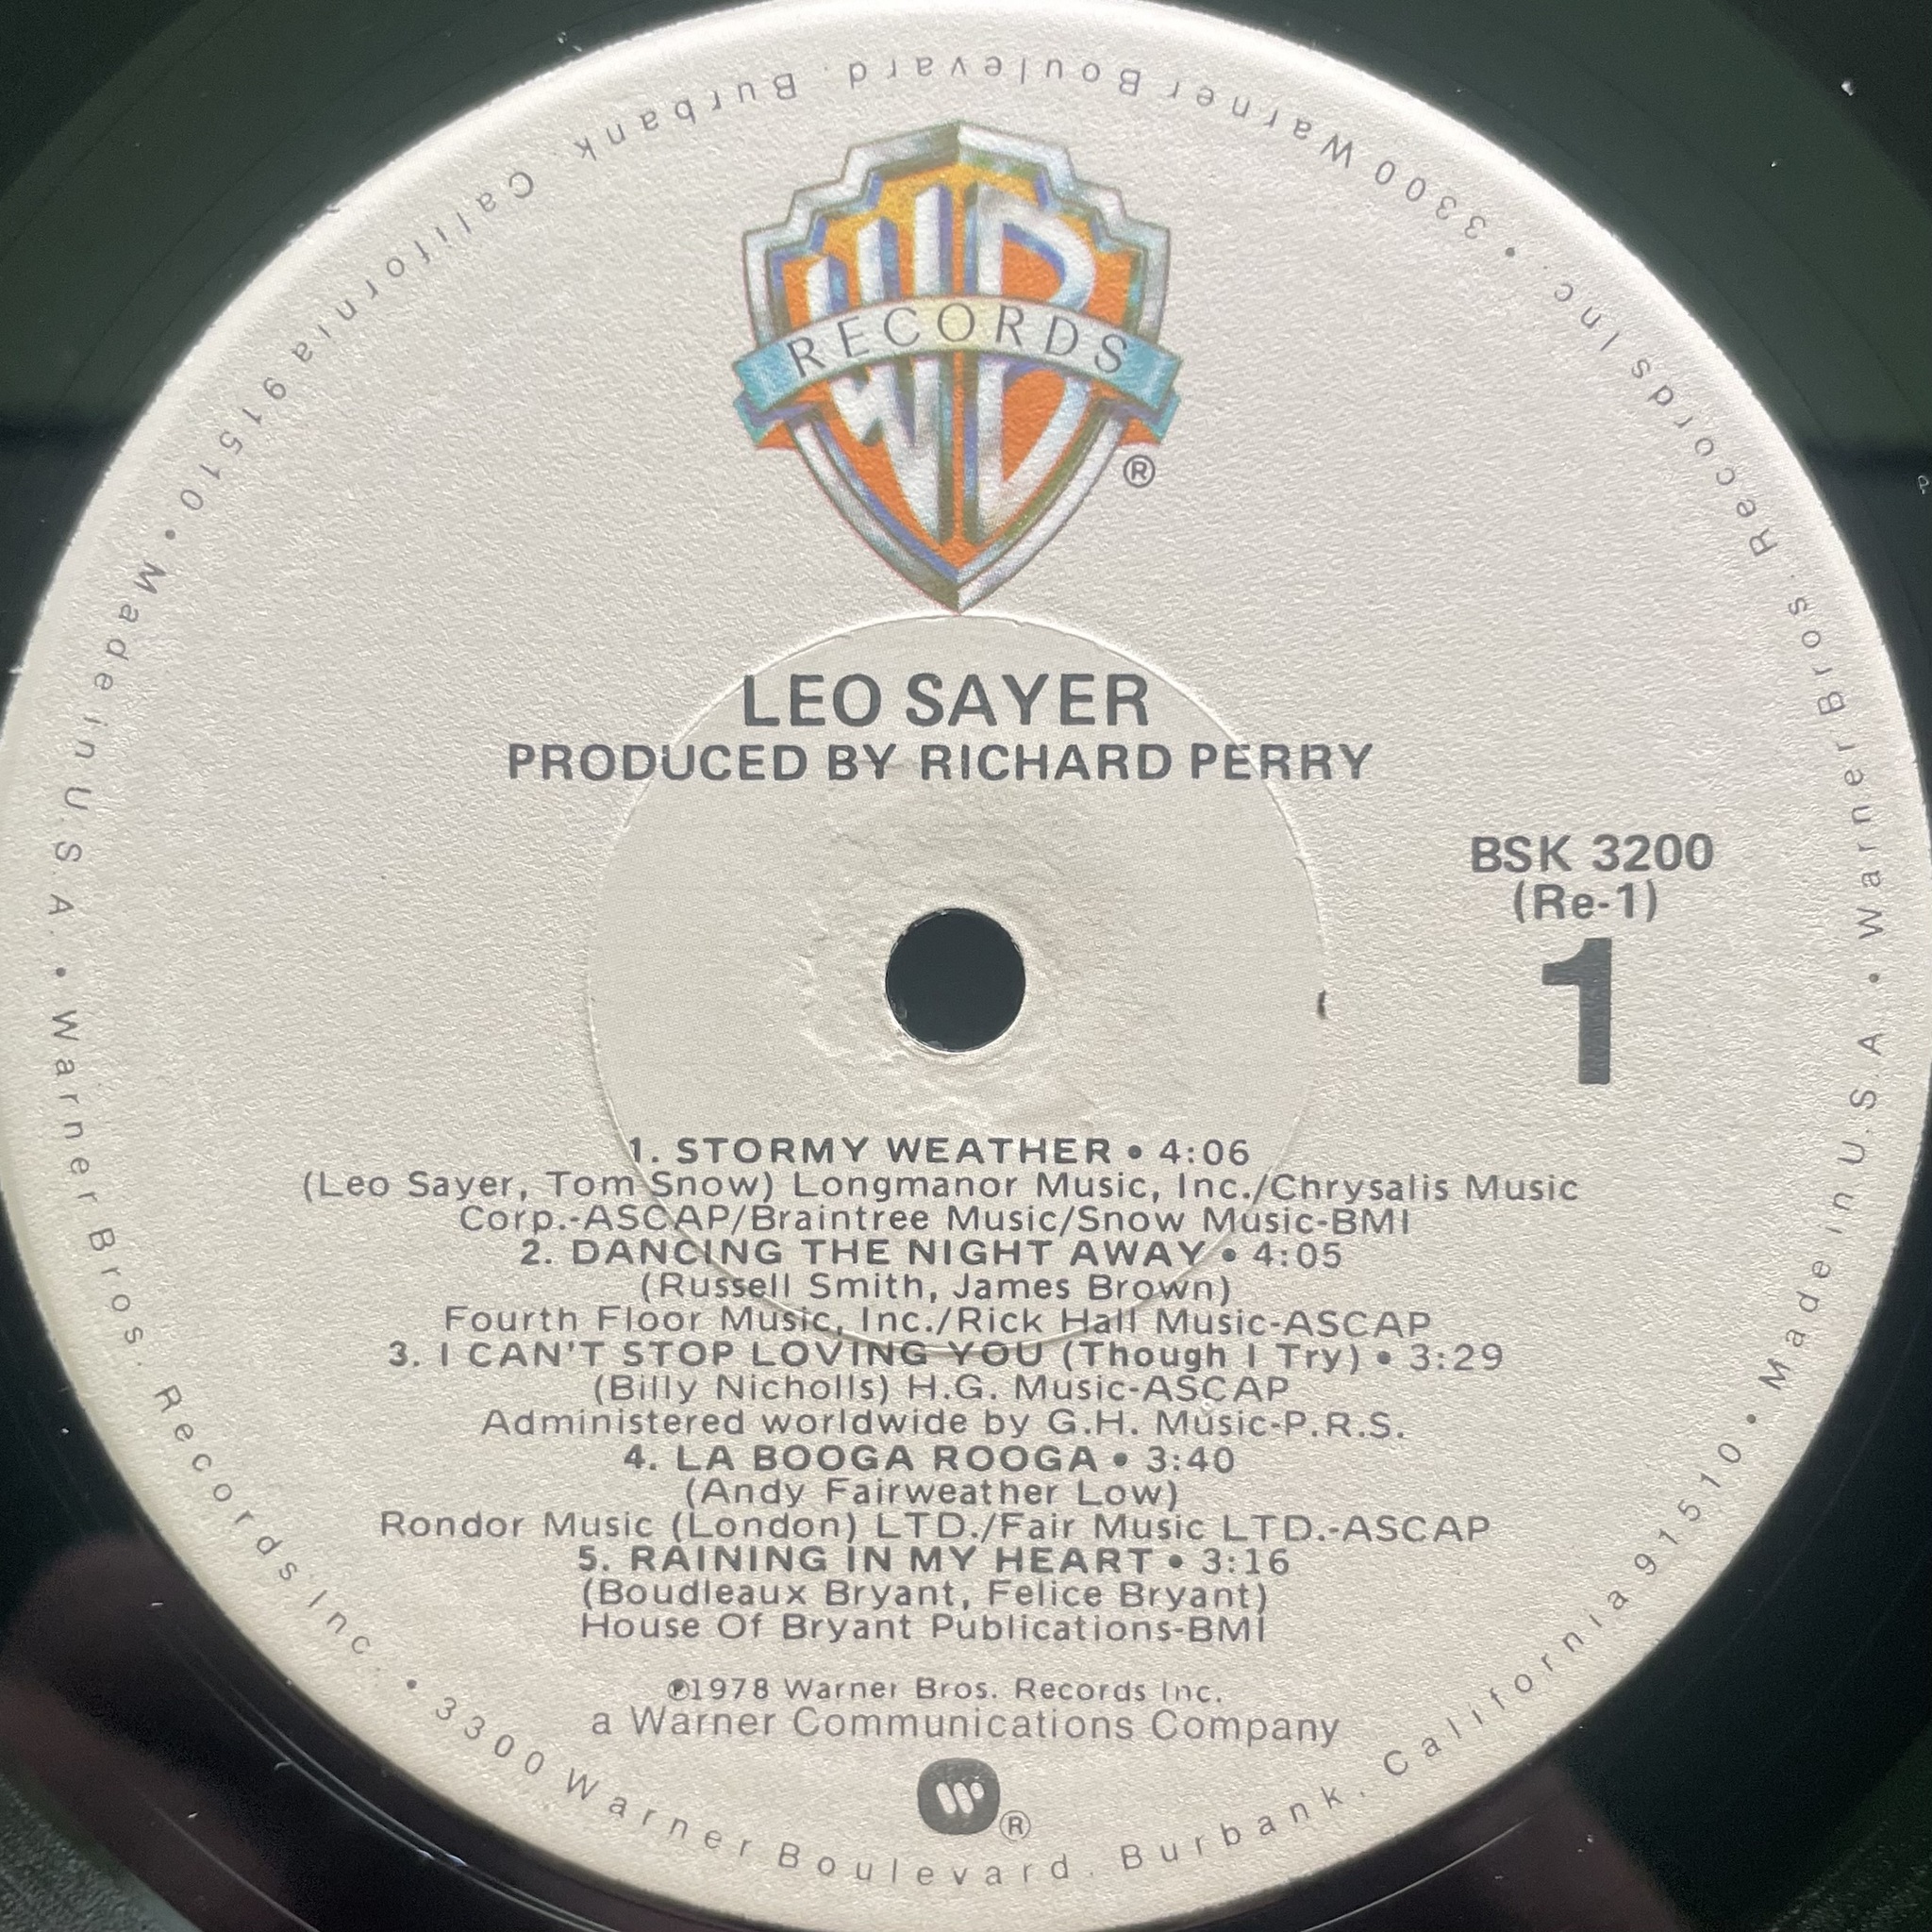 WB
RECORDS
®
LEO SAYER
PRODUCED BY RICHARD PERRY
BSK 3200
(Re-1)
1
1. STORMY WEATHER • 4:06
(Leo Sayer, Tom Snow) Longmanor Music, Inc./Chrysalis Music
Corp.-ASCAP/Braintree Music/Snow Music-BMI
2. DANCING THE NIGHT AWAY • 4:05
(Russell Smith, James Brown)
Fourth Floor Music, Inc./Rick Hall Music-ASCAP
3. I CAN'T STOP LOVING YOU (Though I Try) • 3:29
(Billy Nicholls) H.G. Music-ASCAP
Administered worldwide by G.H. Music-P.R.S.
4. LA BOOGA ROOGA • 3:40
(Andy Fairweather Low)
Rondor Music (London) LTD./Fair Music LTD.-ASCAP
5. RAINING IN MY HEART • 3:16
(Boudleaux Bryant, Felice Bryant)
House Of Bryant Publications-BMI
℗1978 Warner Bros. Records Inc.
a Warner Communications Company
W ®
Warner Bros. Records Inc. • 3300 Warner Boulevard. Burbank. California 91510 • Made in U.S.A. •
Warner Bros. Records Inc. • 3300 Warner Boulevard. Burbank. California 91510 • Made in U.S.A. •